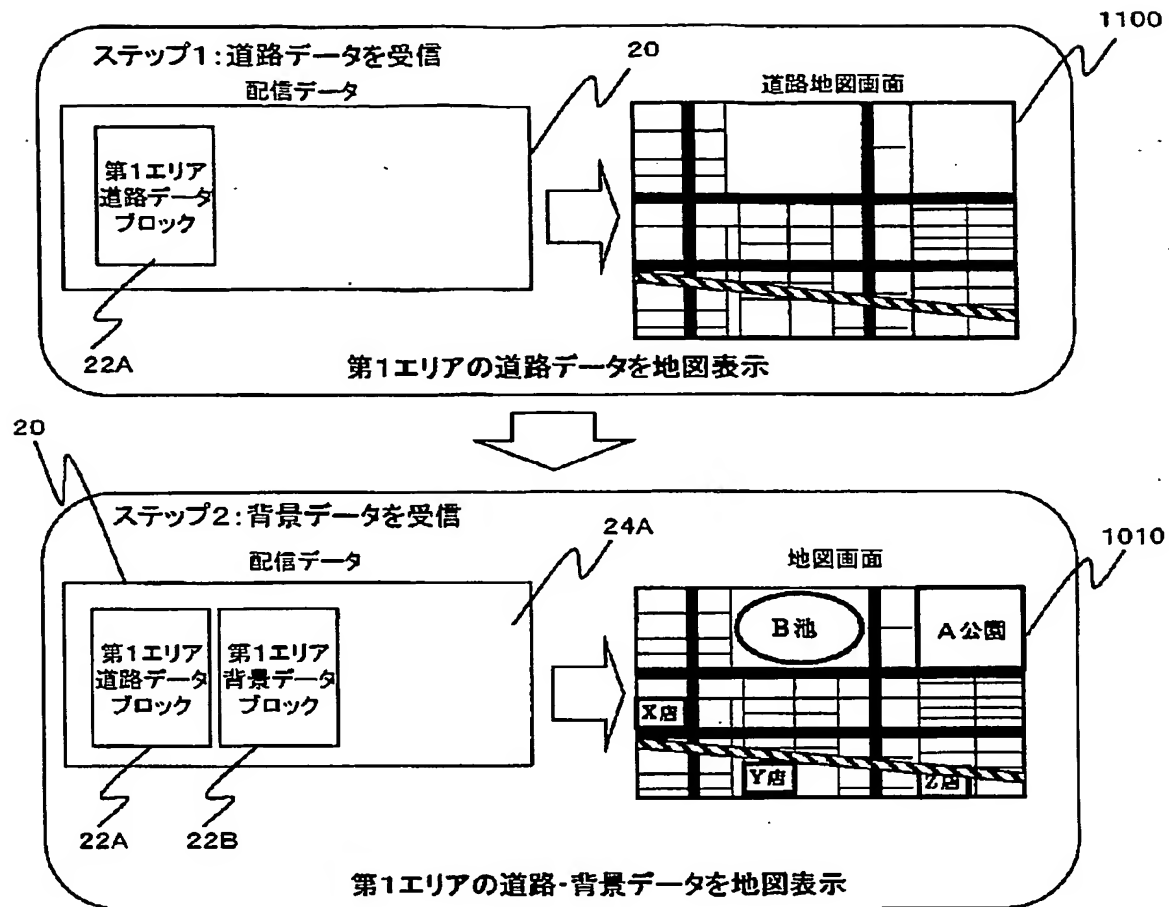 1100
ステップ1:道路データを受信
20
配信データ
道路地図画面
第1エリア
道路データ
ブロック
22A
第1エリアの道路データを地図表示
20
ステップ2:背景データを受信
24A
1010
配信データ
地図画面
第1エリア
道路データ
ブロック
第1エリア
背景データ
ブロック
B池
A公園
X店
Y店
Z店
22A
22B
第1エリアの道路-背景データを地図表示